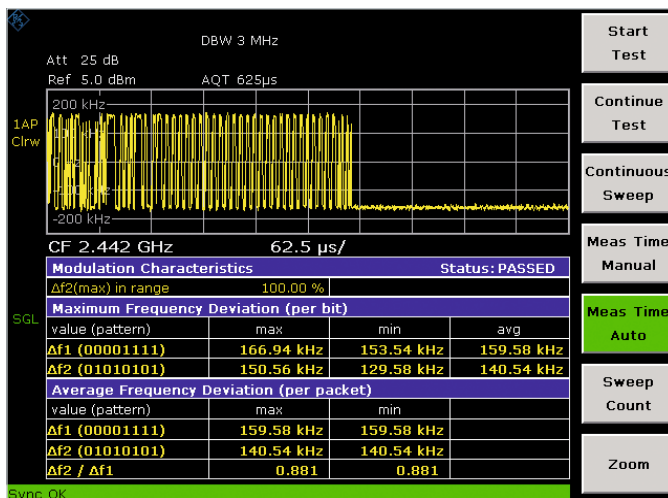 DBW 3 MHz
Att 25 dB
Ref 5.0 dBm AQT 625µs
200 kHz
1AP
Clrw
-200 kHz
CF 2.442 GHz 62.5 µs/
Modulation Characteristics Status: PASSED
Δf2(max) in range 100.00 %
Maximum Frequency Deviation (per bit)
SGL
value (pattern) max min avg
Δf1 (00001111) 166.94 kHz 153.54 kHz 159.58 kHz
Δf2 (01010101) 150.56 kHz 129.58 kHz 140.54 kHz
Average Frequency Deviation (per packet)
value (pattern) max min
Δf1 (00001111) 159.58 kHz 159.58 kHz
Δf2 (01010101) 140.54 kHz 140.54 kHz
Δf2 / Δf1 0.881 0.881
Sync OK
Start
Test
Continue
Test
Continuous
Sweep
Meas Time
Manual
Meas Time
Auto
Sweep
Count
Zoom